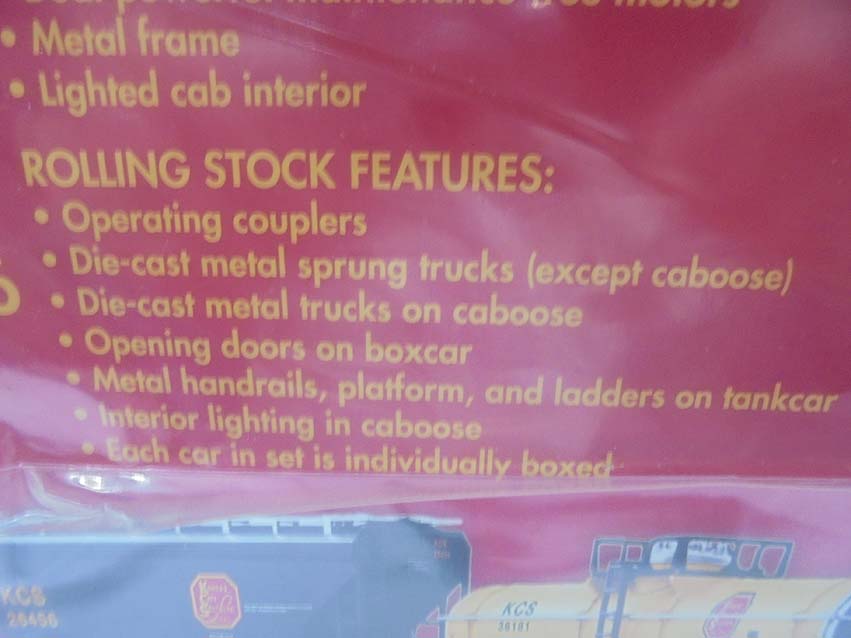 • Metal frame
• Lighted cab interior
ROLLING STOCK FEATURES:
• Operating couplers
• Die-cast metal sprung trucks (except caboose)
• Die-cast metal trucks on caboose
• Opening doors on boxcar
• Metal handrails, platform, and ladders on tankcar
• Interior lighting in caboose
• Each car in set is individually boxed
KCS
KCS